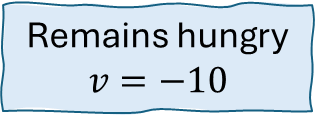 Remains hungry
𝑣 = −10